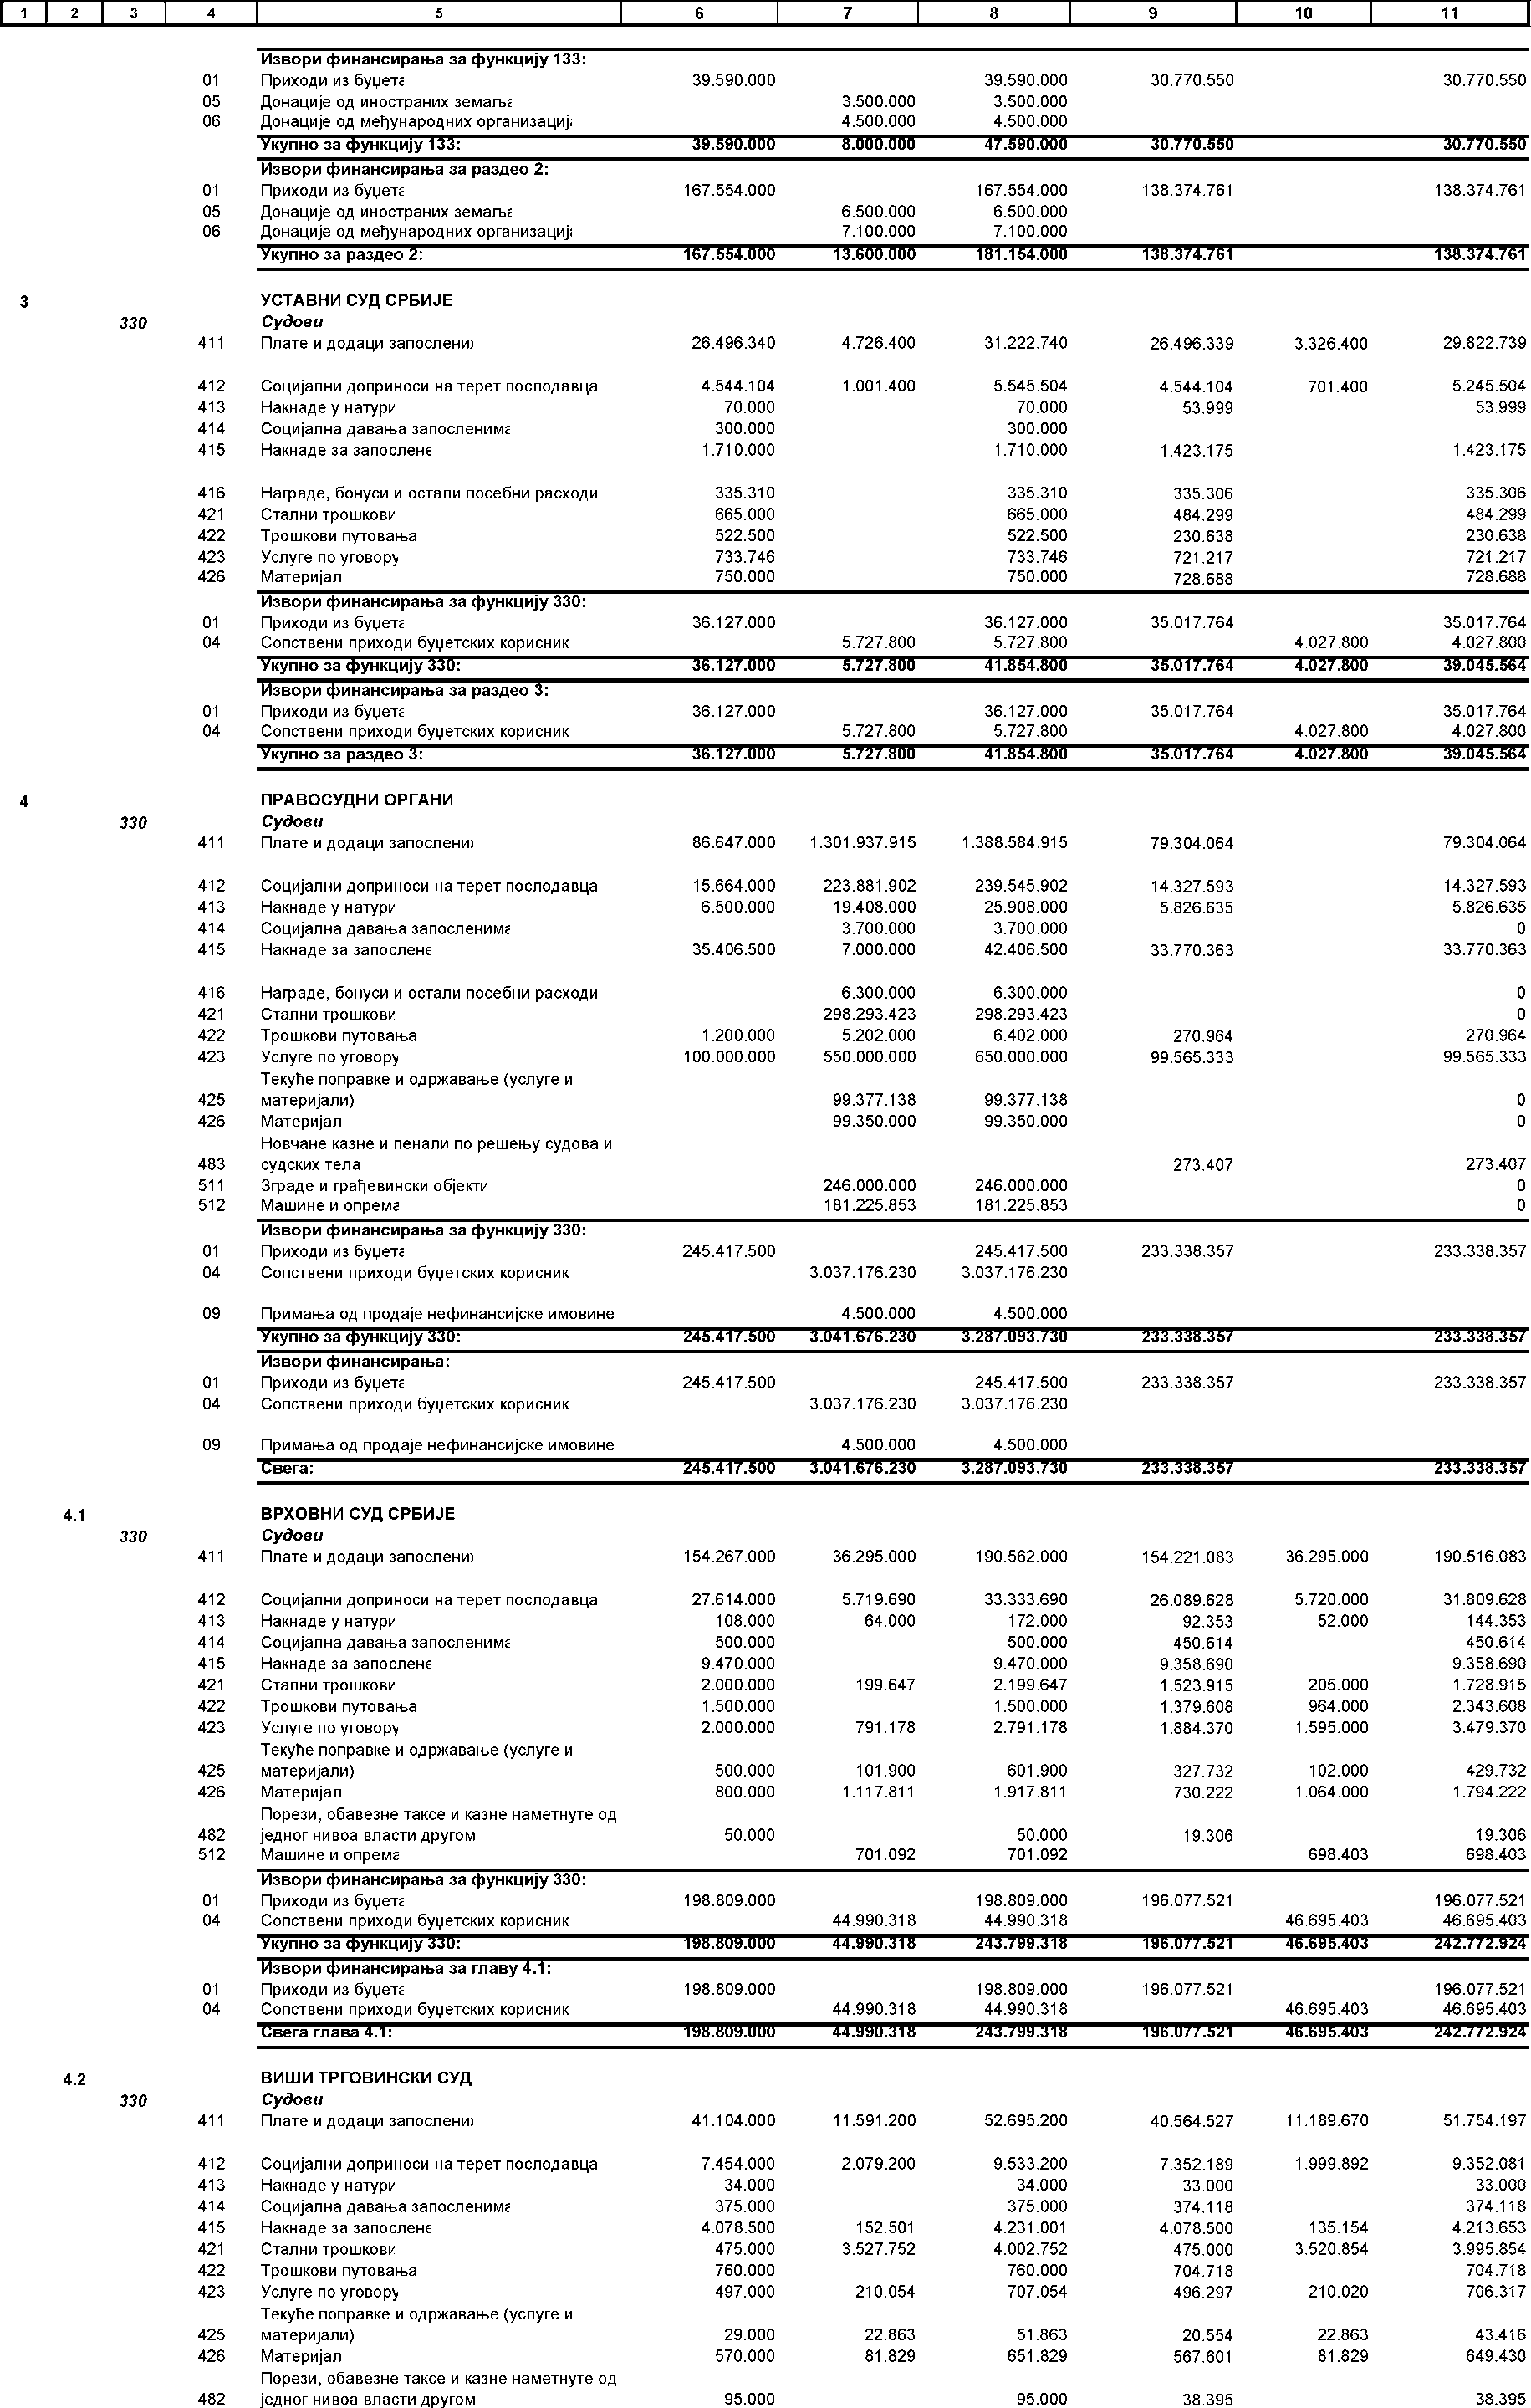 1 2 3 4 5 6 7 8 9 10 11
Извори финансирања за функцију 133:
01 Приходи из буџета 39.590.000 39.590.000 30.770.550 30.770.550
05 Донације од иностраних земаља 3.500.000 3.500.000
06 Донације од међународних организациј 4.500.000 4.500.000
Укупно за функцију 133: 39.590.000 8.000.000 47.590.000 30.770.550 30.770.550
Извори финансирања за раздео 2:
01 Приходи из буџета 167.554.000 167.554.000 138.374.761 138.374.761
05 Донације од иностраних земаља 6.500.000 6.500.000
06 Донације од међународних организациј 7.100.000 7.100.000
Укупно за раздео 2: 167.554.000 13.600.000 181.154.000 138.374.761 138.374.761
3 УСТАВНИ СУД СРБИЈЕ
330 Судови
411 Плате и додаци запослених 26.496.340 4.726.400 31.222.740 26.496.339 3.326.400 29.822.739
412 Социјални доприноси на терет послодавца 4.544.104 1.001.400 5.545.504 4.544.104 701.400 5.245.504
413 Накнаде у натури 70.000 70.000 53.999 53.999
414 Социјална давања запосленима 300.000 300.000
415 Накнаде за запослене 1.710.000 1.710.000 1.423.175 1.423.175
416 Награде, бонуси и остали посебни расходи 335.310 335.310 335.306 335.306
421 Стални трошкови 665.000 665.000 484.299 484.299
422 Трошкови путовања 522.500 522.500 230.638 230.638
423 Услуге по уговору 733.746 733.746 721.217 721.217
426 Материјал 750.000 750.000 728.688 728.688
Извори финансирања за функцију 330:
01 Приходи из буџета 36.127.000 36.127.000 35.017.764 35.017.764
04 Сопствени приходи буџетских корисник 5.727.800 5.727.800 4.027.800 4.027.800
Укупно за функцију 330: 36.127.000 5.727.800 41.854.800 35.017.764 4.027.800 39.045.564
Извори финансирања за раздео 3:
01 Приходи из буџета 36.127.000 36.127.000 35.017.764 35.017.764
04 Сопствени приходи буџетских корисник 5.727.800 5.727.800 4.027.800 4.027.800
Укупно за раздео 3: 36.127.000 5.727.800 41.854.800 35.017.764 4.027.800 39.045.564
4 ПРАВОСУДНИ ОРГАНИ
330 Судови
411 Плате и додаци запослених 86.647.000 1.301.937.915 1.388.584.915 79.304.064 79.304.064
412 Социјални доприноси на терет послодавца 15.664.000 223.881.902 239.545.902 14.327.593 14.327.593
413 Накнаде у натури 6.500.000 19.408.000 25.908.000 5.826.635 5.826.635
414 Социјална давања запосленима 3.700.000 3.700.000 0
415 Накнаде за запослене 35.406.500 7.000.000 42.406.500 33.770.363 33.770.363
416 Награде, бонуси и остали посебни расходи 6.300.000 6.300.000 0
421 Стални трошкови 298.293.423 298.293.423 0
422 Трошкови путовања 1.200.000 5.202.000 6.402.000 270.964 270.964
423 Услуге по уговору 100.000.000 550.000.000 650.000.000 99.565.333 99.565.333
Текуће поправке и одржавање (услуге и
425 материјали) 99.377.138 99.377.138 0
426 Материјал 99.350.000 99.350.000 0
Новчане казне и пенали по решењу судова и
483 судских тела 273.407 273.407
511 Зграде и грађевински објекти 246.000.000 246.000.000 0
512 Машине и опрема 181.225.853 181.225.853 0
Извори финансирања за функцију 330:
01 Приходи из буџета 245.417.500 245.417.500 233.338.357 233.338.357
04 Сопствени приходи буџетских корисник 3.037.176.230 3.037.176.230
09 Примања од продаје нефинансијске имовине 4.500.000 4.500.000
Укупно за функцију 330: 245.417.500 3.041.676.230 3.287.093.730 233.338.357 233.338.357
Извори финансирања:
01 Приходи из буџета 245.417.500 245.417.500 233.338.357 233.338.357
04 Сопствени приходи буџетских корисник 3.037.176.230 3.037.176.230
09 Примања од продаје нефинансијске имовине 4.500.000 4.500.000
Свега: 245.417.500 3.041.676.230 3.287.093.730 233.338.357 233.338.357
4.1 ВРХОВНИ СУД СРБИЈЕ
330 Судови
411 Плате и додаци запослених 154.267.000 36.295.000 190.562.000 154.221.083 36.295.000 190.516.083
412 Социјални доприноси на терет послодавца 27.614.000 5.719.690 33.333.690 26.089.628 5.720.000 31.809.628
413 Накнаде у натури 108.000 64.000 172.000 92.353 52.000 144.353
414 Социјална давања запосленима 500.000 500.000 450.614 450.614
415 Накнаде за запослене 9.470.000 9.470.000 9.358.690 9.358.690
421 Стални трошкови 2.000.000 199.647 2.199.647 1.523.915 205.000 1.728.915
422 Трошкови путовања 1.500.000 1.500.000 1.379.608 964.000 2.343.608
423 Услуге по уговору 2.000.000 791.178 2.791.178 1.884.370 1.595.000 3.479.370
Текуће поправке и одржавање (услуге и
425 материјали) 500.000 101.900 601.900 327.732 102.000 429.732
426 Материјал 800.000 1.117.811 1.917.811 730.222 1.064.000 1.794.222
Порези, обавезне таксе и казне наметнуте од
482 једног нивоа власти другом 50.000 50.000 19.306 19.306
512 Машине и опрема 701.092 701.092 698.403 698.403
Извори финансирања за функцију 330:
01 Приходи из буџета 198.809.000 198.809.000 196.077.521 196.077.521
04 Сопствени приходи буџетских корисник 44.990.318 44.990.318 46.695.403 46.695.403
Укупно за функцију 330: 198.809.000 44.990.318 243.799.318 196.077.521 46.695.403 242.772.924
Извори финансирања за главу 4.1:
01 Приходи из буџета 198.809.000 198.809.000 196.077.521 196.077.521
04 Сопствени приходи буџетских корисник 44.990.318 44.990.318 46.695.403 46.695.403
Свега глава 4.1: 198.809.000 44.990.318 243.799.318 196.077.521 46.695.403 242.772.924
4.2 ВИШИ ТРГОВИНСКИ СУД
330 Судови
411 Плате и додаци запослених 41.104.000 11.591.200 52.695.200 40.564.527 11.189.670 51.754.197
412 Социјални доприноси на терет послодавца 7.454.000 2.079.200 9.533.200 7.352.189 1.999.892 9.352.081
413 Накнаде у натури 34.000 34.000 33.000 33.000
414 Социјална давања запосленима 375.000 375.000 374.118 374.118
415 Накнаде за запослене 4.078.500 152.501 4.231.001 4.078.500 135.154 4.213.653
421 Стални трошкови 475.000 3.527.752 4.002.752 475.000 3.520.854 3.995.854
422 Трошкови путовања 760.000 760.000 704.718 704.718
423 Услуге по уговору 497.000 210.054 707.054 496.297 210.020 706.317
Текуће поправке и одржавање (услуге и
425 материјали) 29.000 22.863 51.863 20.554 22.863 43.416
426 Материјал 570.000 81.829 651.829 567.601 81.829 649.430
Порези, обавезне таксе и казне наметнуте од
482 једног нивоа власти другом 95.000 95.000 38.395 38.395